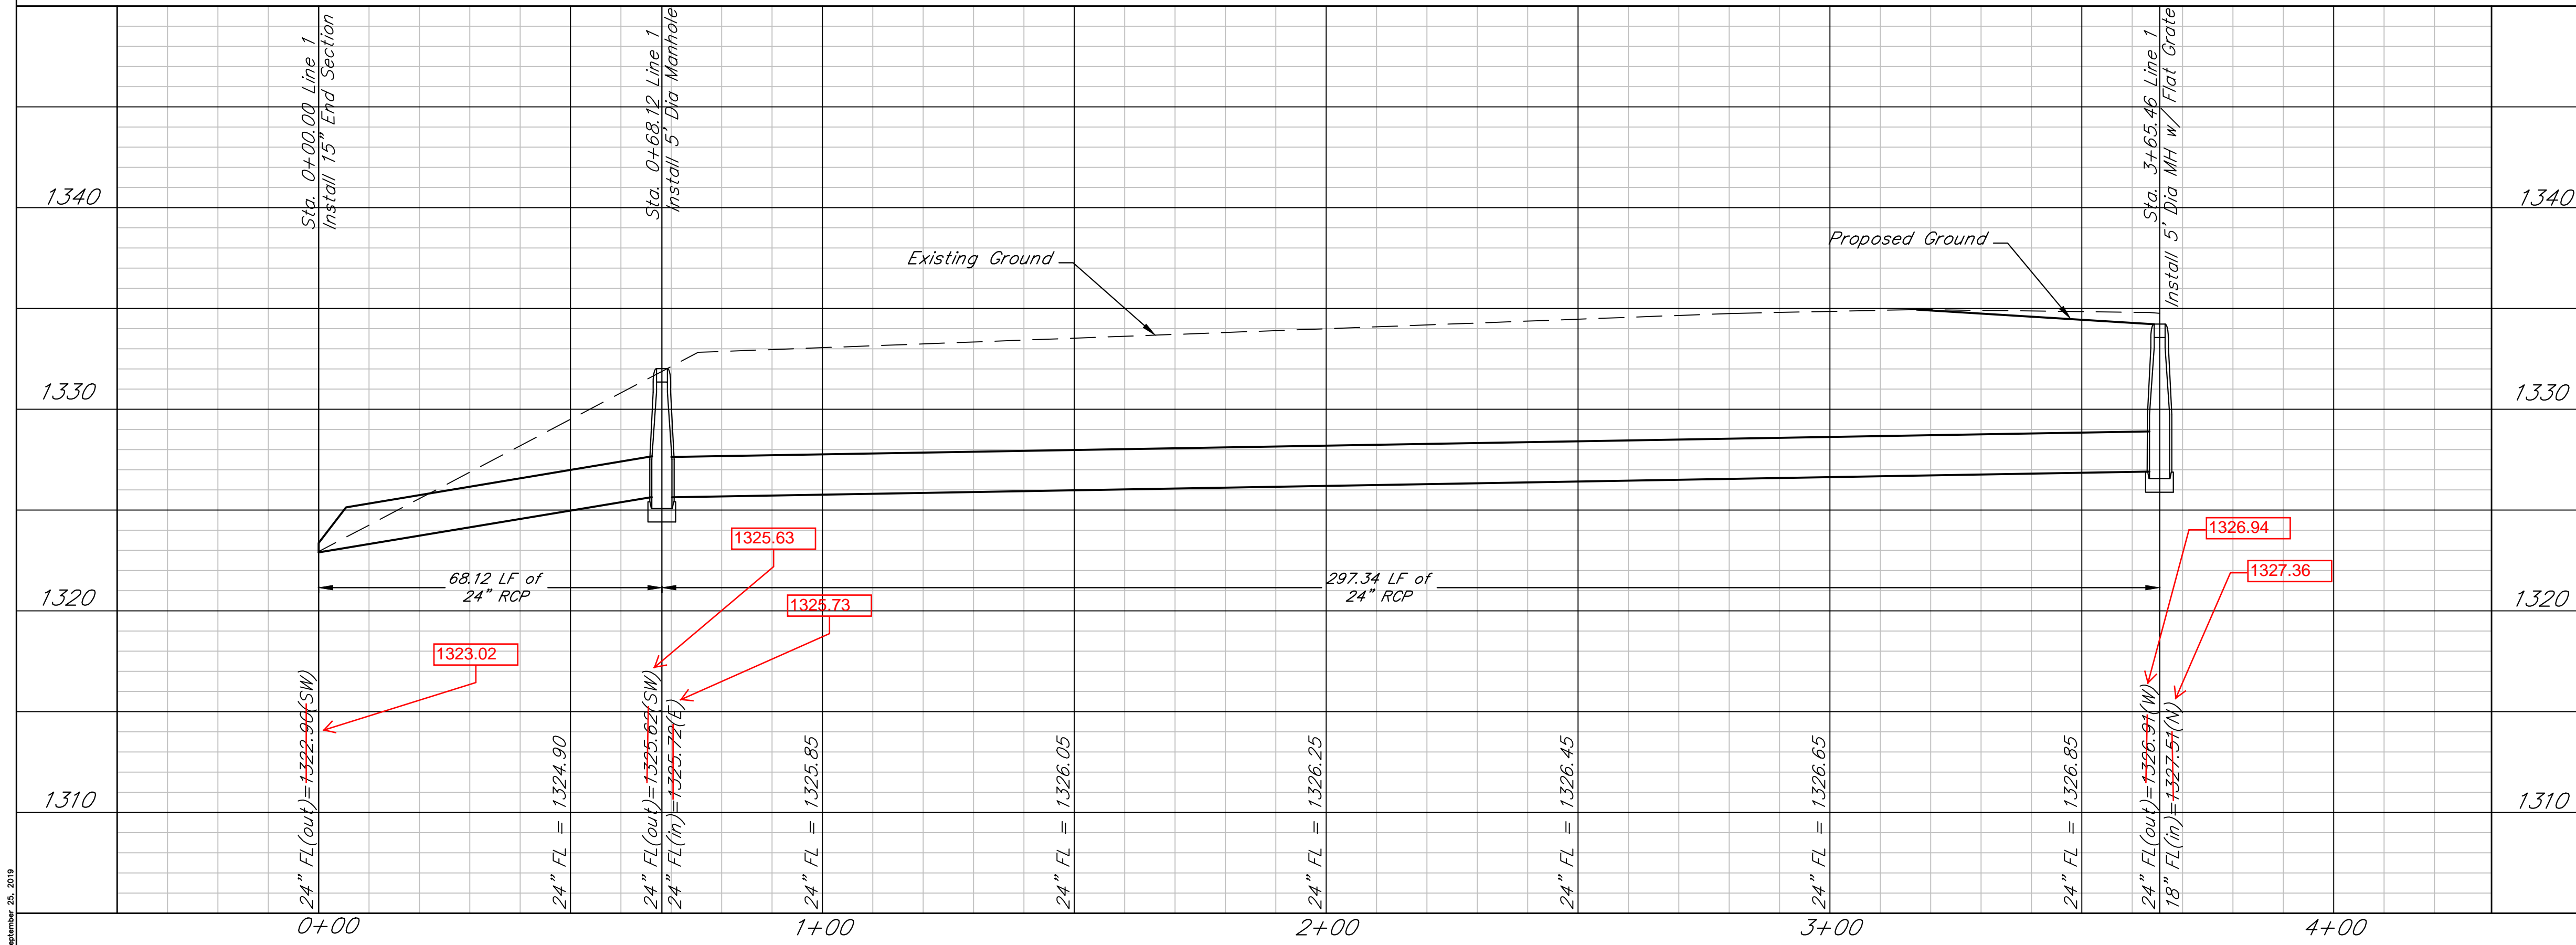 Sta. 0+00.00 Line 1
Install 15" End Section
Sta. 0+68.12 Line 1
Install 5' Dia Manhole
Sta. 3+65.46 Line 1
Install 5' Dia MH w/ Flat Grate
1340
1340
Existing Ground
Proposed Ground
1330
1330
1326.94
1325.63
1327.36
68.12 LF of
24" RCP
297.34 LF of
24" RCP
1320
1320
1325.73
1323.02
1310
1310
24" FL(out)=1322.90(SW)
24" FL = 1324.90
24" FL(out)=1325.62(SW)
24" FL(in)=1325.72(E)
24" FL = 1325.85
24" FL = 1326.05
24" FL = 1326.25
24" FL = 1326.45
24" FL = 1326.65
24" FL = 1326.85
24" FL(out)=1326.91(W)
18" FL(in)=1327.51(N)
0+00
1+00
2+00
3+00
4+00
25, 2019